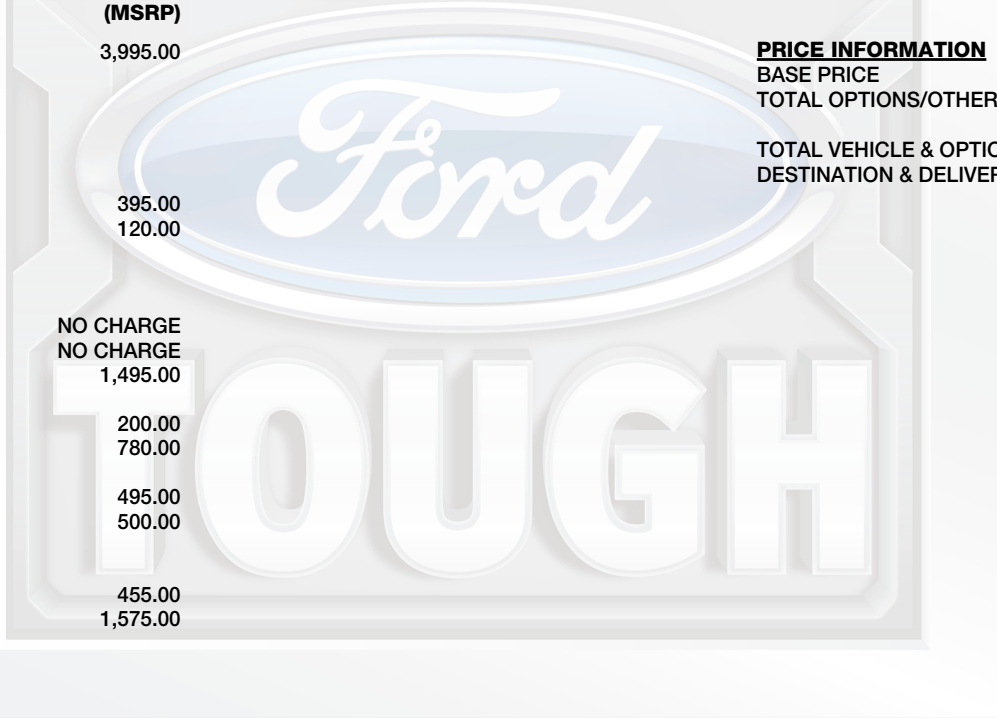 (MSRP)
3,995.00
395.00
120.00
NO CHARGE
NO CHARGE
1,495.00
200.00
780.00
495.00
500.00
455.00
1,575.00
PRICE INFORMATION
BASE PRICE
TOTAL OPTIONS/OTHER
TOTAL VEHICLE & OPTIO
DESTINATION & DELIVER
Ford
TOUGH